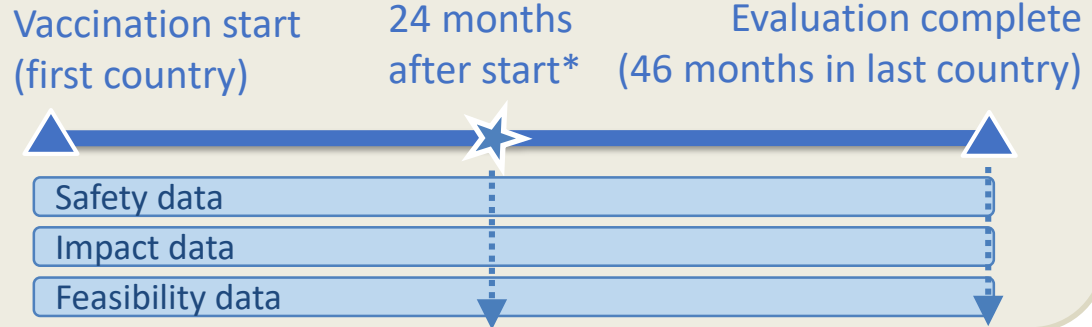 Vaccination start
(first country)
24 months
after start*
Evaluation complete
(46 months in last country)
Safety data
Impact data
Feasibility data